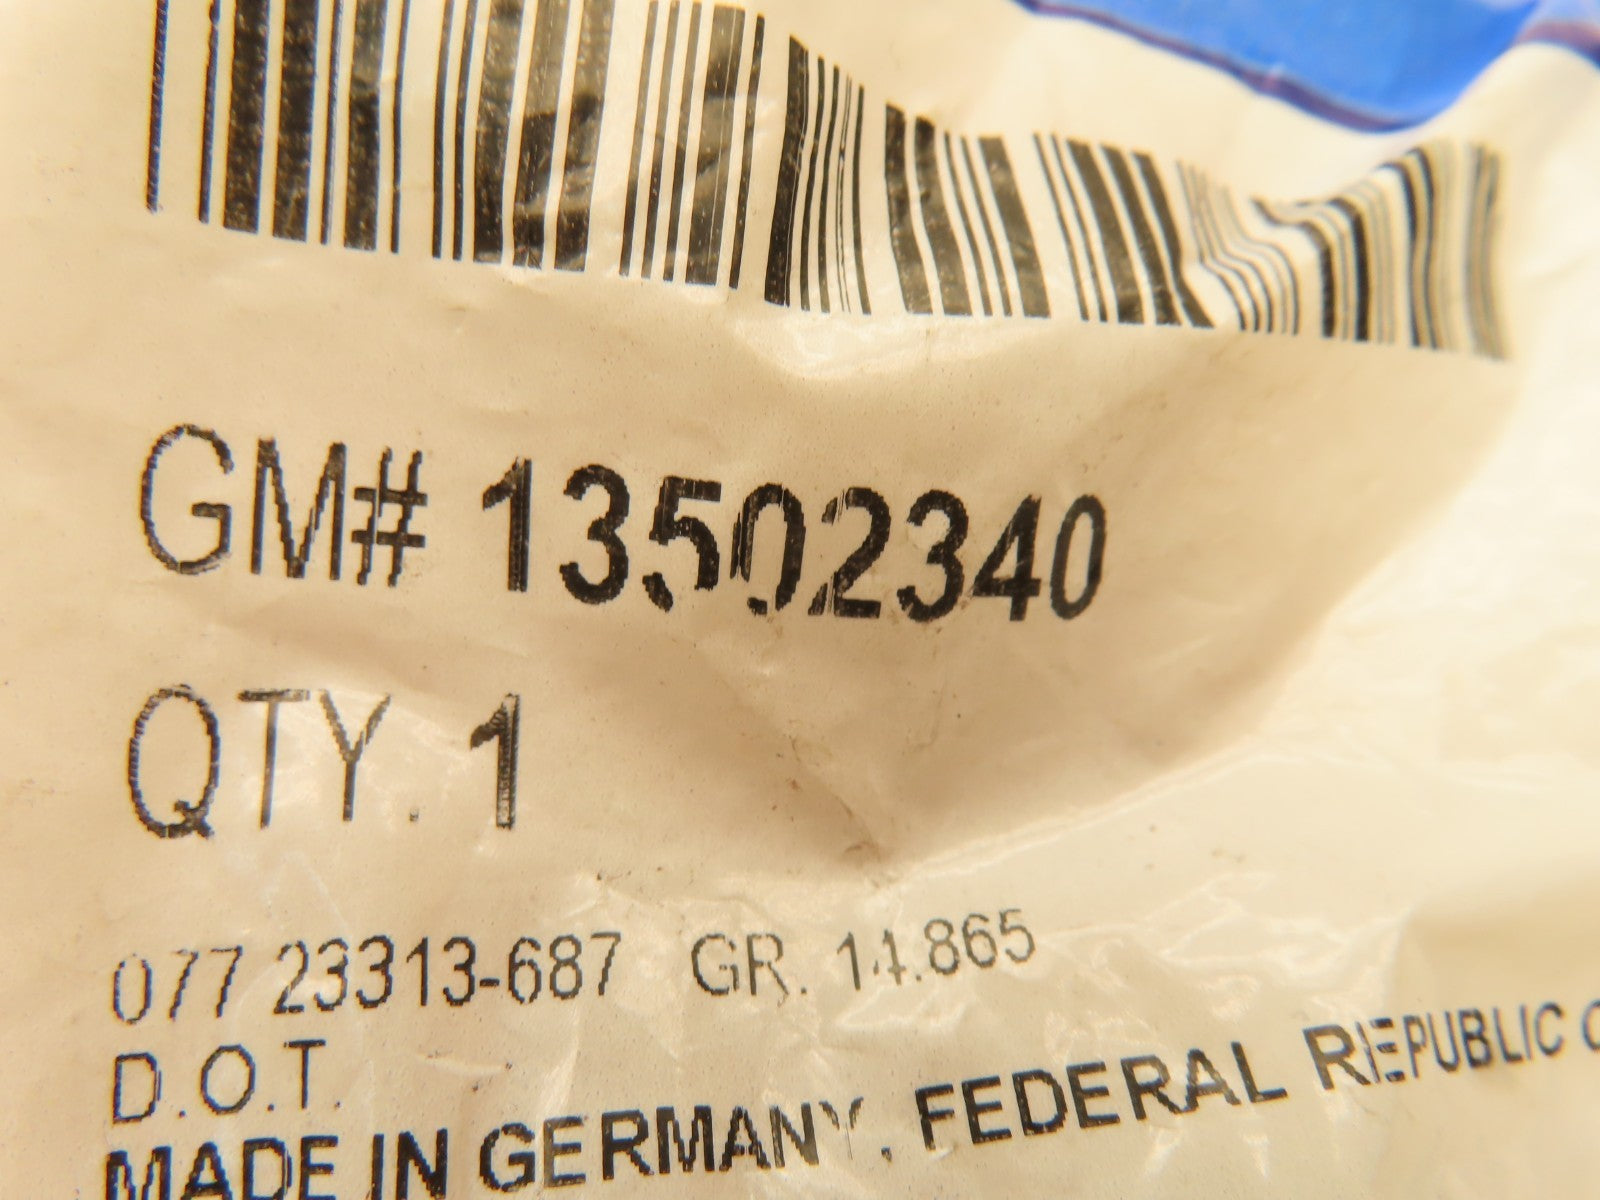 GM# 13502340
QTY. 1
077 23313-687 GR. 14.865
D.O.T.
MADE IN GERMANY, FEDERAL REPUBLIC